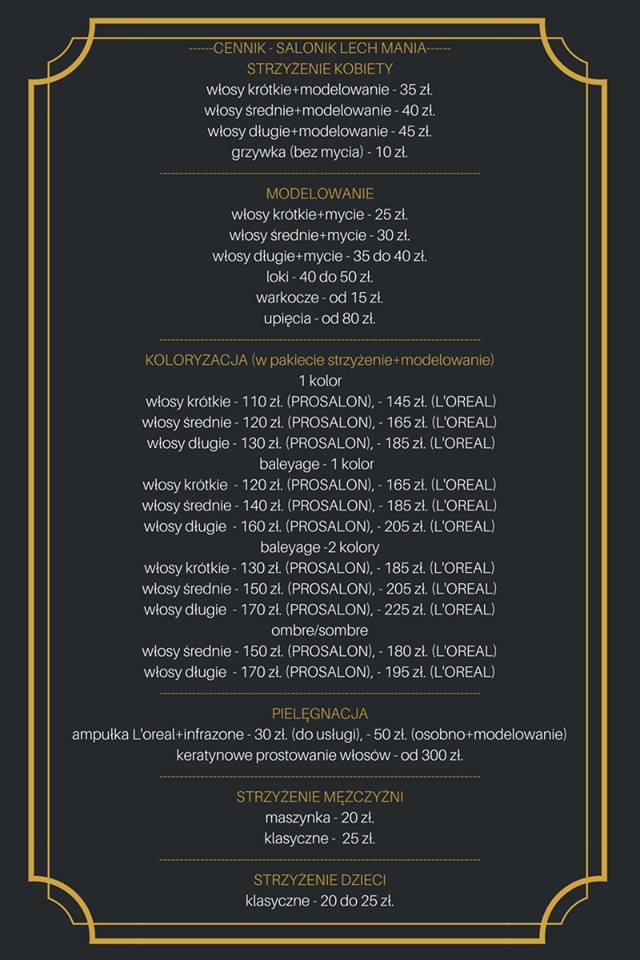 ------CENNIK - SALONIK LECH MANIA------
STRZYŻENIE KOBIETY
włosy krótkie+modelowanie - 35 zł.
włosy średnie+modelowanie - 40 zł.
włosy długie+modelowanie - 45 zł.
grzywka (bez mycia) - 10 zł.
MODELOWANIE
włosy krótkie+mycie - 25 zł.
włosy średnie+mycie - 30 zł.
włosy długie+mycie - 35 do 40 zł.
loki - 40 do 50 zł.
warkocze - od 15 zł.
upięcia - od 80 zł.
KOLORYZACJA (w pakiecie strzyżenie+modelowanie)
1 kolor
włosy krótkie - 110 zł. (PROSALON), - 145 zł. (L'OREAL)
włosy średnie - 120 zł. (PROSALON), - 165 zł. (L'OREAL)
włosy długie - 130 zł. (PROSALON), - 185 zł. (L'OREAL)
baleyage - 1 kolor
włosy krótkie - 120 zł. (PROSALON), - 165 zł. (L'OREAL)
włosy średnie - 140 zł. (PROSALON), - 185 zł. (L'OREAL)
włosy długie - 160 zł. (PROSALON), - 205 zł. (L'OREAL)
baleyage -2 kolory
włosy krótkie - 130 zł. (PROSALON), - 185 zł. (L'OREAL)
włosy średnie - 150 zł. (PROSALON), - 205 zł. (L'OREAL)
włosy długie - 170 zł. (PROSALON), - 225 zł. (L'OREAL)
ombre/sombre
włosy średnie - 150 zł. (PROSALON), - 180 zł. (L'OREAL)
włosy długie - 170 zł. (PROSALON), - 195 zł. (L'OREAL)
PIELĘGNACJA
ampułka L'oreal+infrazone - 30 zł. (do usługi), - 50 zł. (osobno+modelowanie)
keratynowe prostowanie włosów - od 300 zł.
STRZYŻENIE MĘŻCZYŹNI
maszynka - 20 zł.
klasyczne - 25 zł.
STRZYŻENIE DZIECI
klasyczne - 20 do 25 zł.